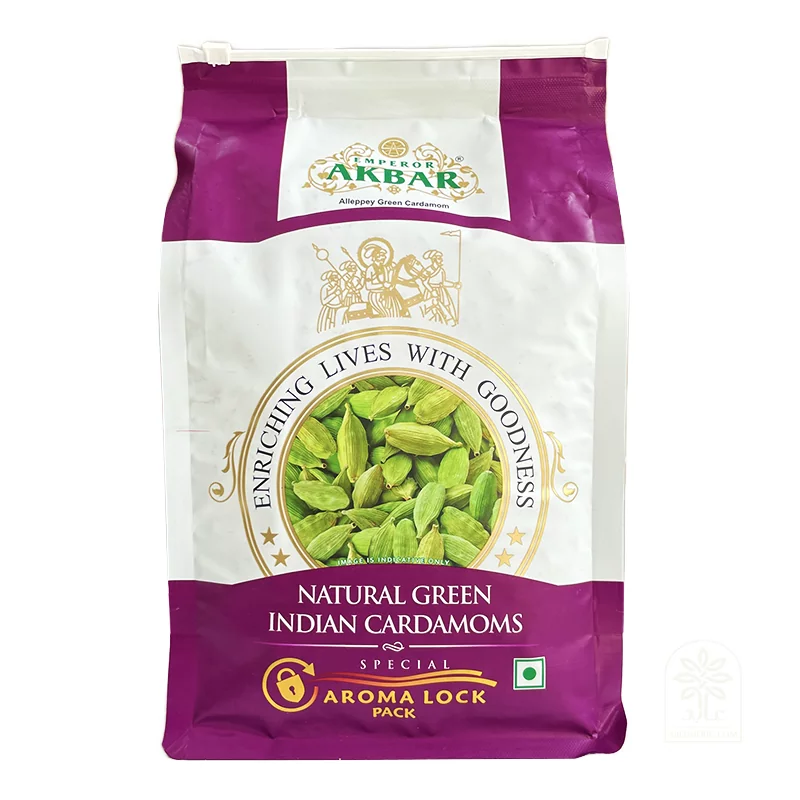 EMPEROR
AKBAR®
Alleppey Green Cardamom
ENRICHING LIVES WITH GOODNESS
IMAGE IS INDICATIVE ONLY
NATURAL GREEN
INDIAN CARDAMOMS
SPECIAL
AROMA LOCK
PACK